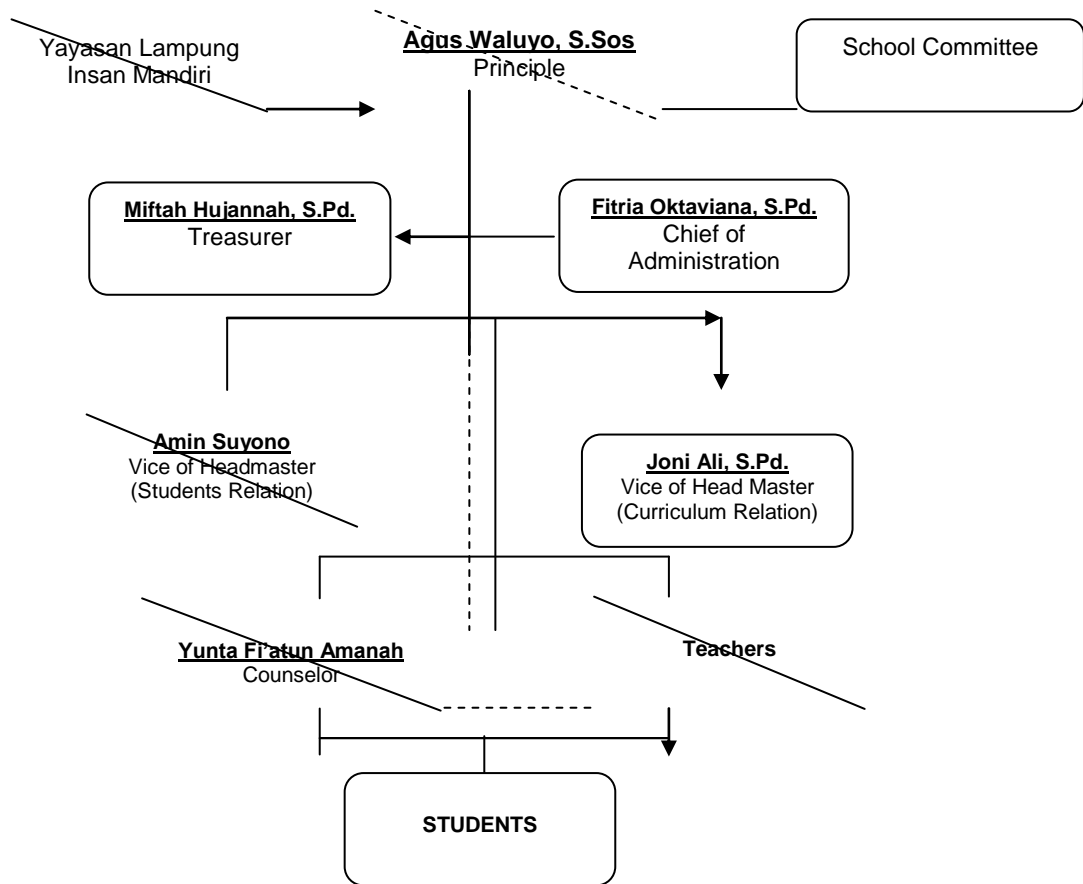 Yayasan Lampung
Insan Mandiri
Agus Waluyo, S.Sos
Principle
School Committee
Miftah Hujannah, S.Pd.
Treasurer
Fitria Oktaviana, S.Pd.
Chief of
Administration
Amin Suyono
Vice of Headmaster
(Students Relation)
Joni Ali, S.Pd.
Vice of Head Master
(Curriculum Relation)
Yunta Fi'atun Amanah
Counselor
Teachers
STUDENTS